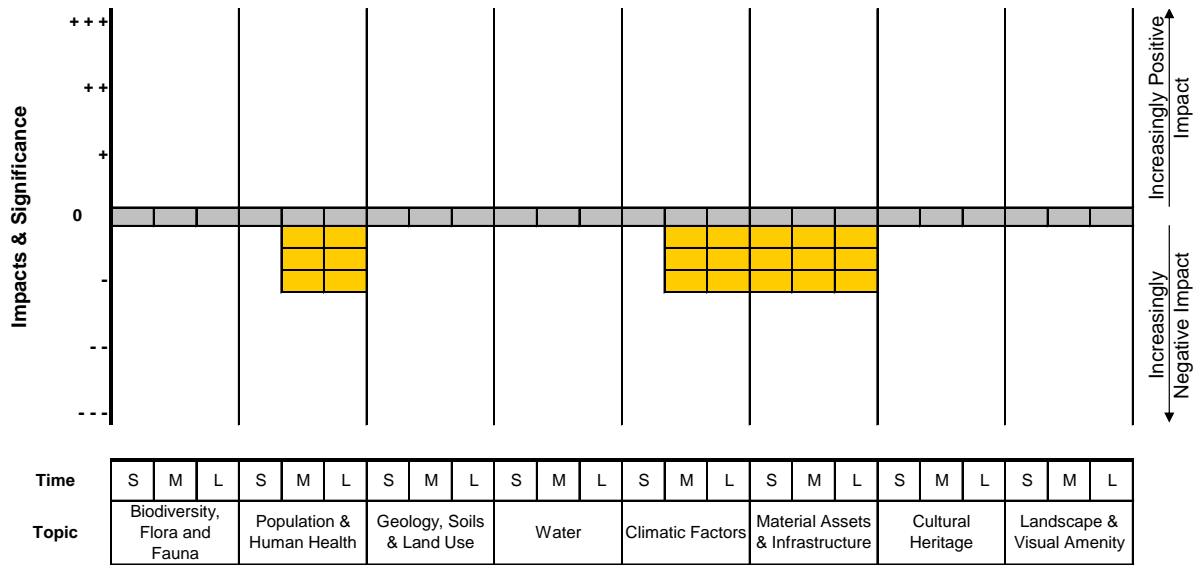 + + +
+ +
+
0
-
- -
- - -
Impacts & Significance
Increasingly Positive
Impact
Increasingly
Negative Impact
Time S M L S M L S M L S M L S M L S M L S M L S M L
Topic
Biodiversity,
Flora and
Fauna
Population &
Human Health
Geology, Soils
& Land Use
Water
Climatic Factors
Material Assets
& Infrastructure
Cultural
Heritage
Landscape &
Visual Amenity